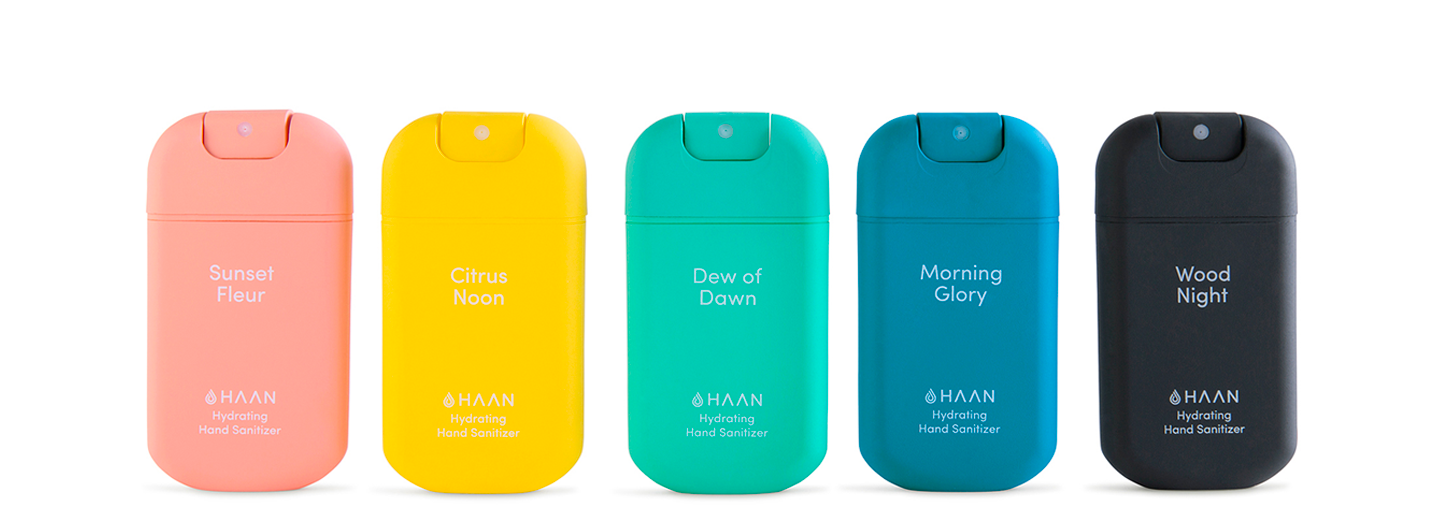 Sunset
Fleur
HAAN
Hydrating
Hand Sanitizer
Citrus
Noon
HAAN
Hydrating
Hand Sanitizer
Dew of
Dawn
HAAN
Hydrating
Hand Sanitizer
Morning
Glory
HAAN
Hydrating
Hand Sanitizer
Wood
Night
HAAN
Hydrating
Hand Sanitizer